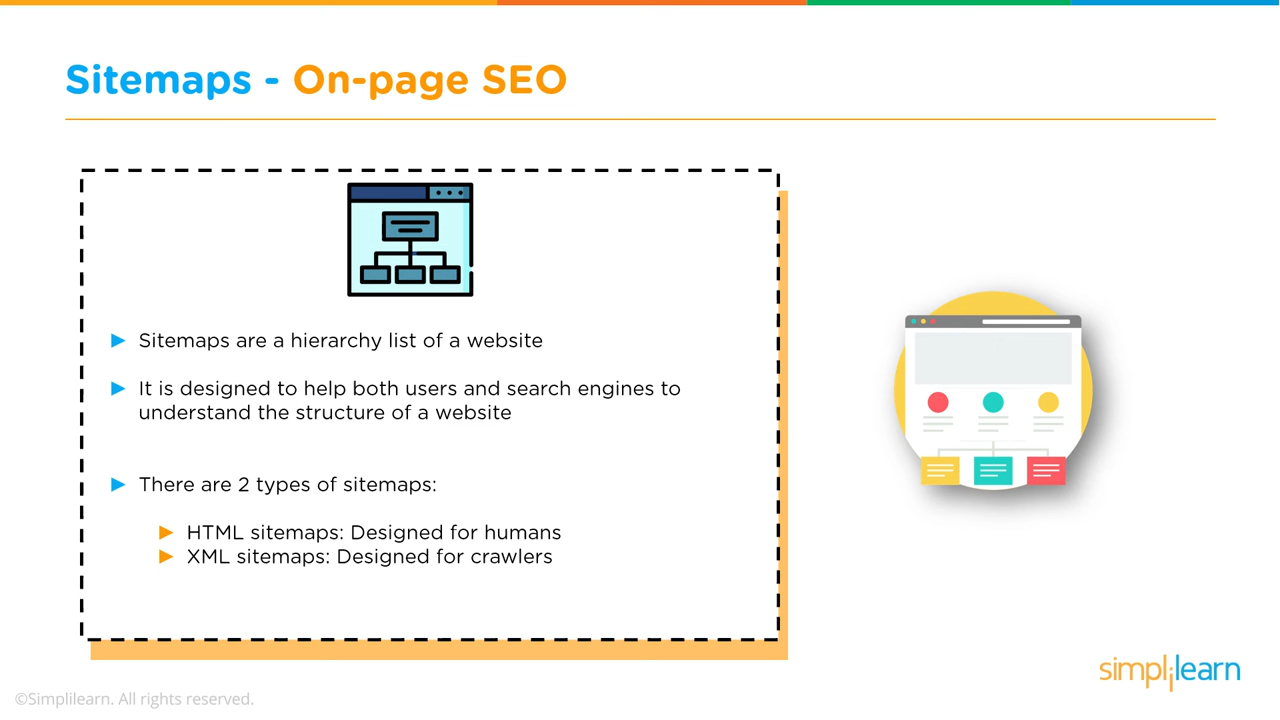 Sitemaps - On-page SEO
Sitemaps are a hierarchy list of a website
It is designed to help both users and search engines to
understand the structure of a website
There are 2 types of sitemaps:
HTML sitemaps: Designed for humans
XML sitemaps: Designed for crawlers
simplilearn
©Simplilearn. All rights reserved.